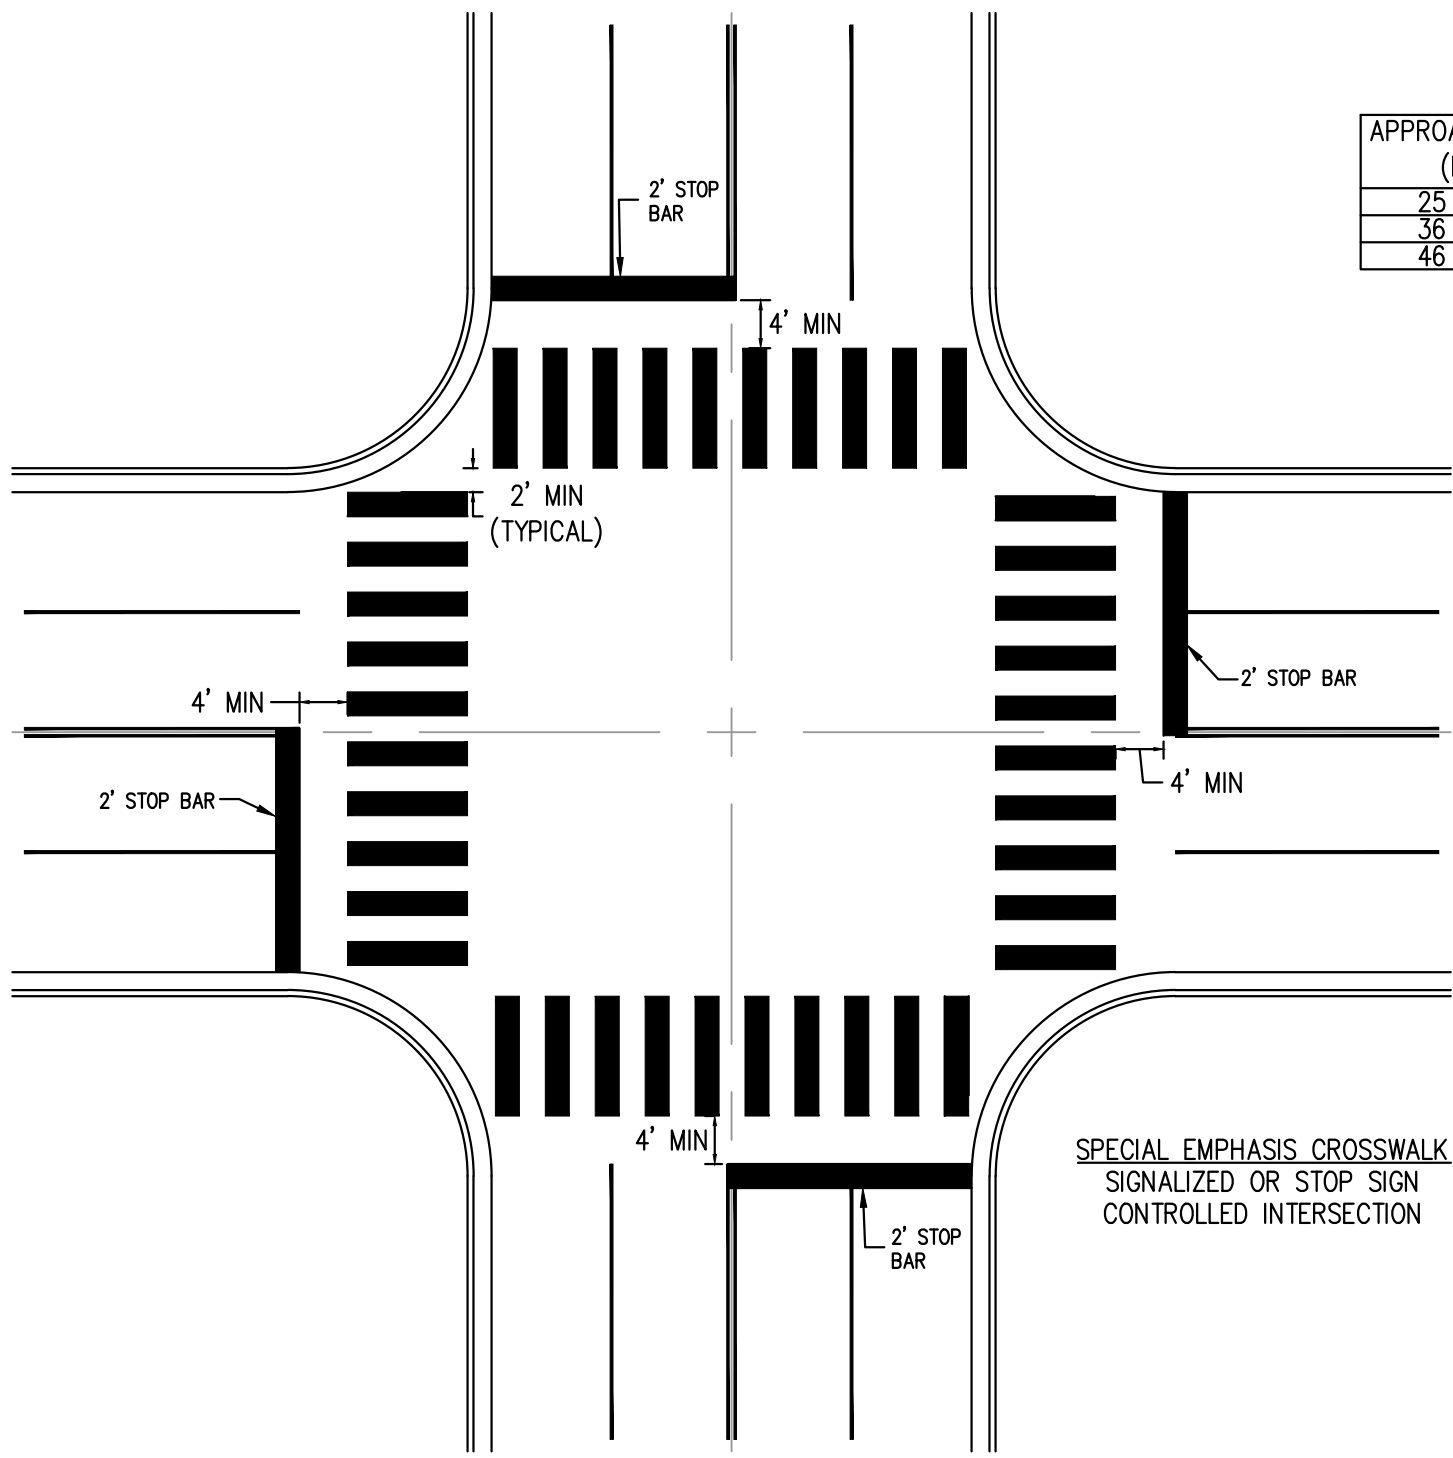 APPROA
(
25
36
46
2' STOP
BAR
4' MIN
2' MIN
(TYPICAL)
4' MIN
2' STOP BAR
2' STOP BAR
4' MIN
4' MIN
SPECIAL EMPHASIS CROSSWALK
SIGNALIZED OR STOP SIGN
CONTROLLED INTERSECTION
2' STOP
BAR